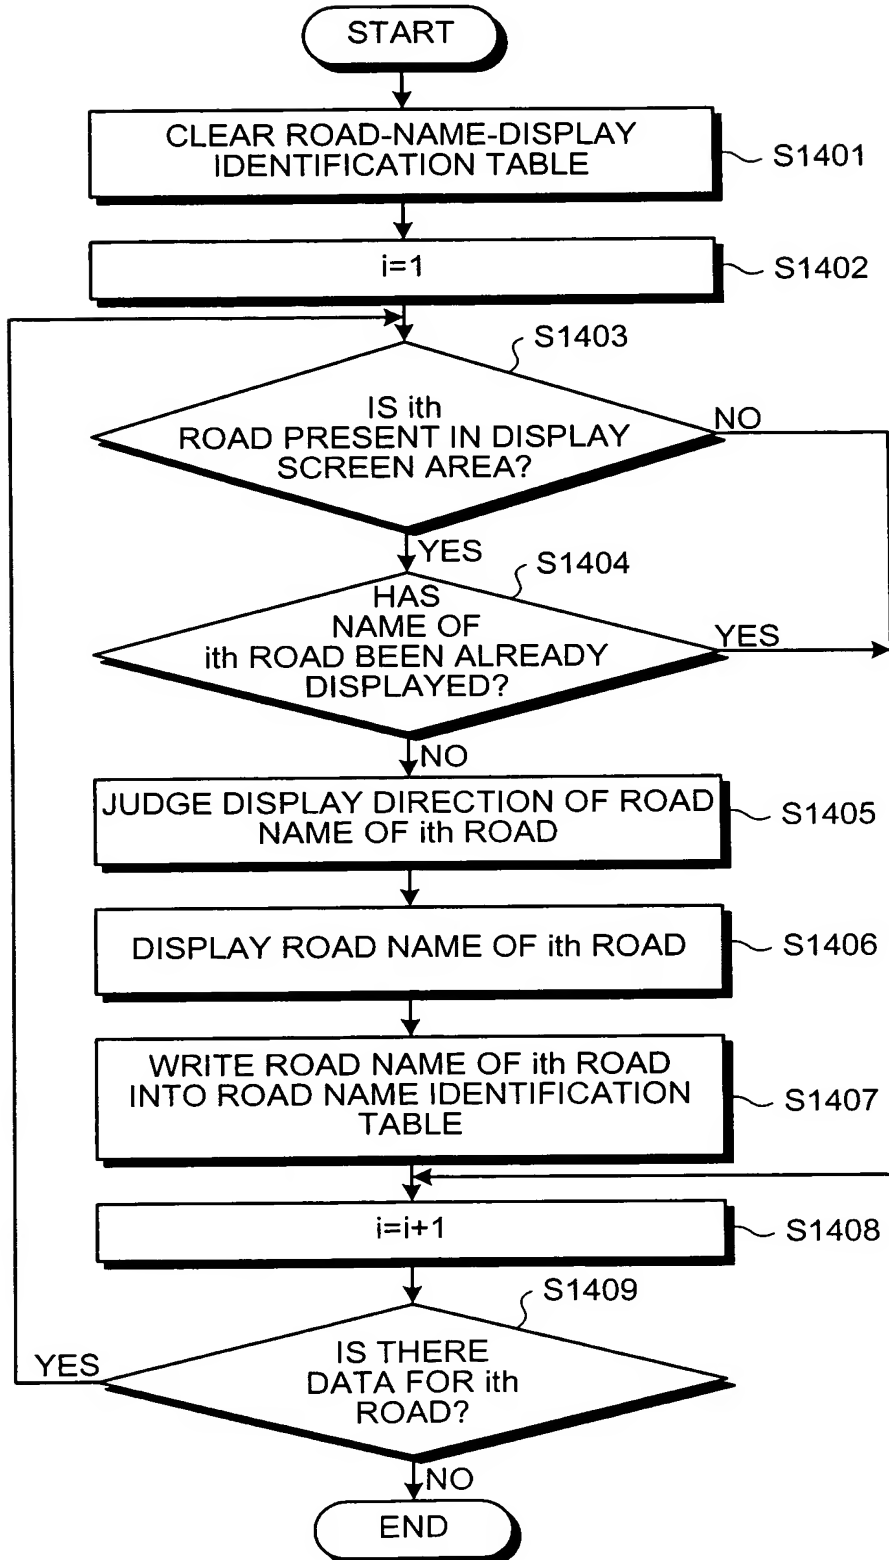 START
CLEAR ROAD-NAME-DISPLAY
IDENTIFICATION TABLE
S1401
i=1
S1402
S1403
IS ith
ROAD PRESENT IN DISPLAY
SCREEN AREA?
NO
YES
S1404
HAS
NAME OF
ith ROAD BEEN ALREADY
DISPLAYED?
YES
NO
JUDGE DISPLAY DIRECTION OF ROAD
NAME OF ith ROAD
S1405
DISPLAY ROAD NAME OF ith ROAD
S1406
WRITE ROAD NAME OF ith ROAD
INTO ROAD NAME IDENTIFICATION
TABLE
S1407
i=i+1
S1408
S1409
YES
IS THERE
DATA FOR ith
ROAD?
NO
END